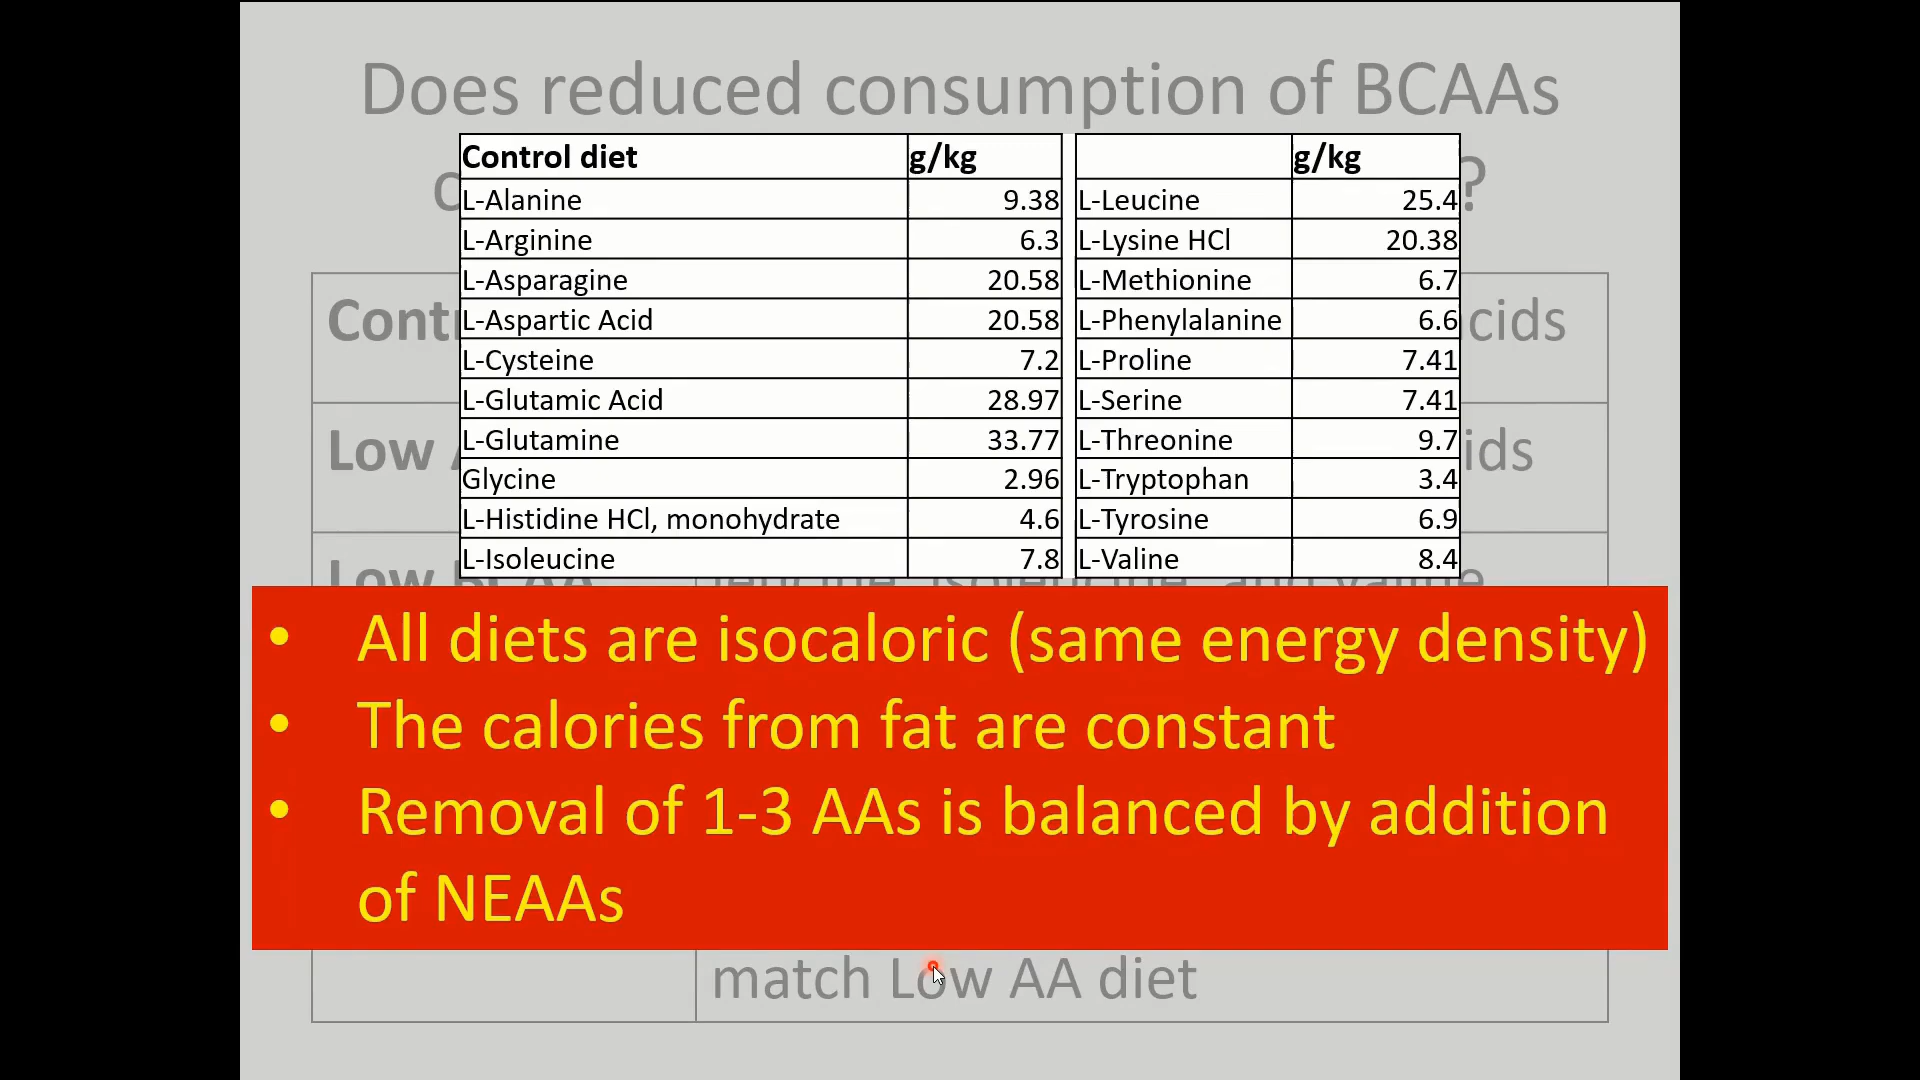 Does reduced consumption of BCAAs
?
Control diet g/kg g/kg
L-Alanine 9.38 L-Leucine 25.4
L-Arginine 6.3 L-Lysine HCl 20.38
L-Asparagine 20.58 L-Methionine 6.7
L-Aspartic Acid 20.58 L-Phenylalanine 6.6
L-Cysteine 7.2 L-Proline 7.41
L-Glutamic Acid 28.97 L-Serine 7.41
L-Glutamine 33.77 L-Threonine 9.7
Glycine 2.96 L-Tryptophan 3.4
L-Histidine HCl, monohydrate 4.6 L-Tyrosine 6.9
L-Isoleucine 7.8 L-Valine 8.4
Low BCAA leucine, isoleucine, and valine
• All diets are isocaloric (same energy density)
• The calories from fat are constant
• Removal of 1-3 AAs is balanced by addition
of NEAAs
match Low AA diet